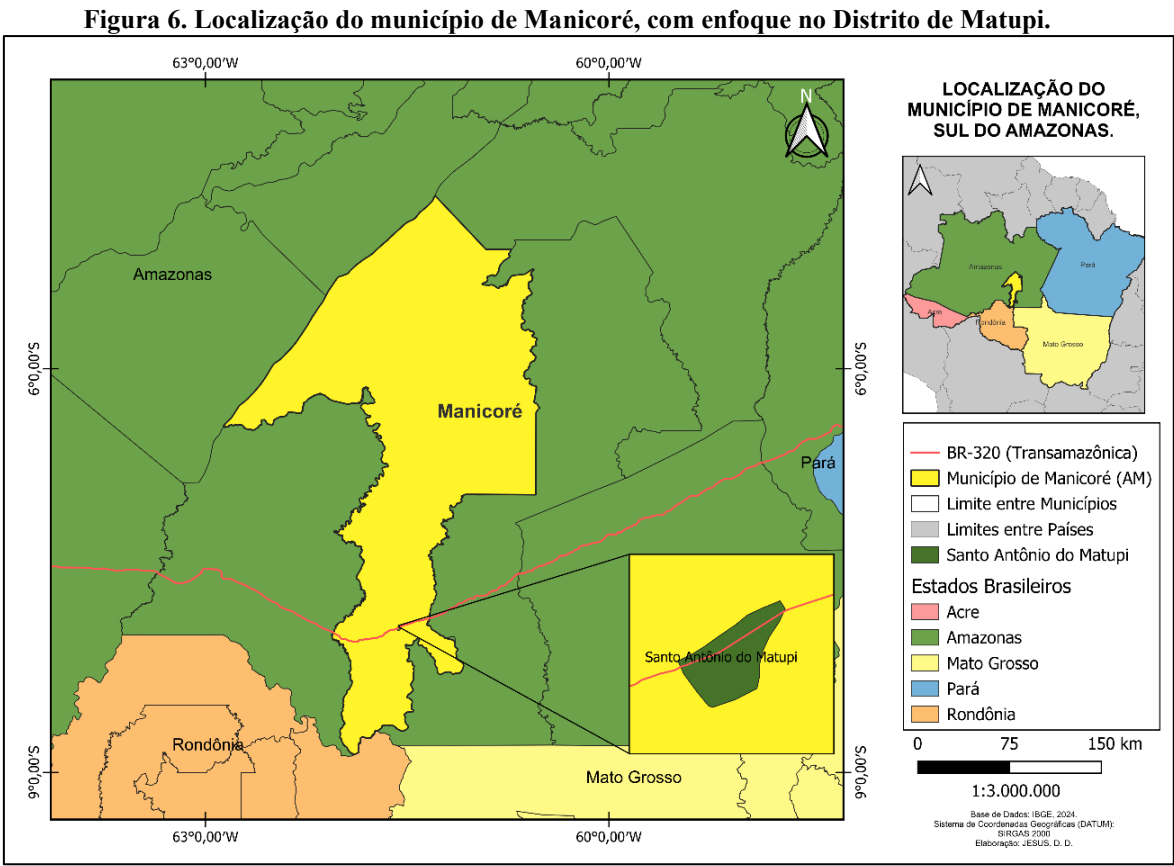 Figura 6. Localização do município de Manicoré, com enfoque no Distrito de Matupi.
63°0,00'W
60°0,00'W
N
Amazonas
6°0,00'S
6°0,00'S
Manicoré
Pará
Santo Antônio do Matupi
Rondônia
Mato Grosso
9°0,00'S
9°0,00'S
63°0,00'W
60°0,00'W
LOCALIZAÇÃO DO
MUNICÍPIO DE MANICORÉ,
SUL DO AMAZONAS.
Amazonas
Pará
Acre
Rondônia
Mato Grosso
BR-320 (Transamazônica)
Município de Manicoré (AM)
Limite entre Municípios
Limites entre Países
Santo Antônio do Matupi
Estados Brasileiros
Acre
Amazonas
Mato Grosso
Pará
Rondônia
0 75 150 km
1:3.000.000
Base de Dados: IBGE, 2024.
Sistema de Coordenadas Geográficas (DATUM):
SIRGAS 2000
Elaboração: JESUS, D. D.